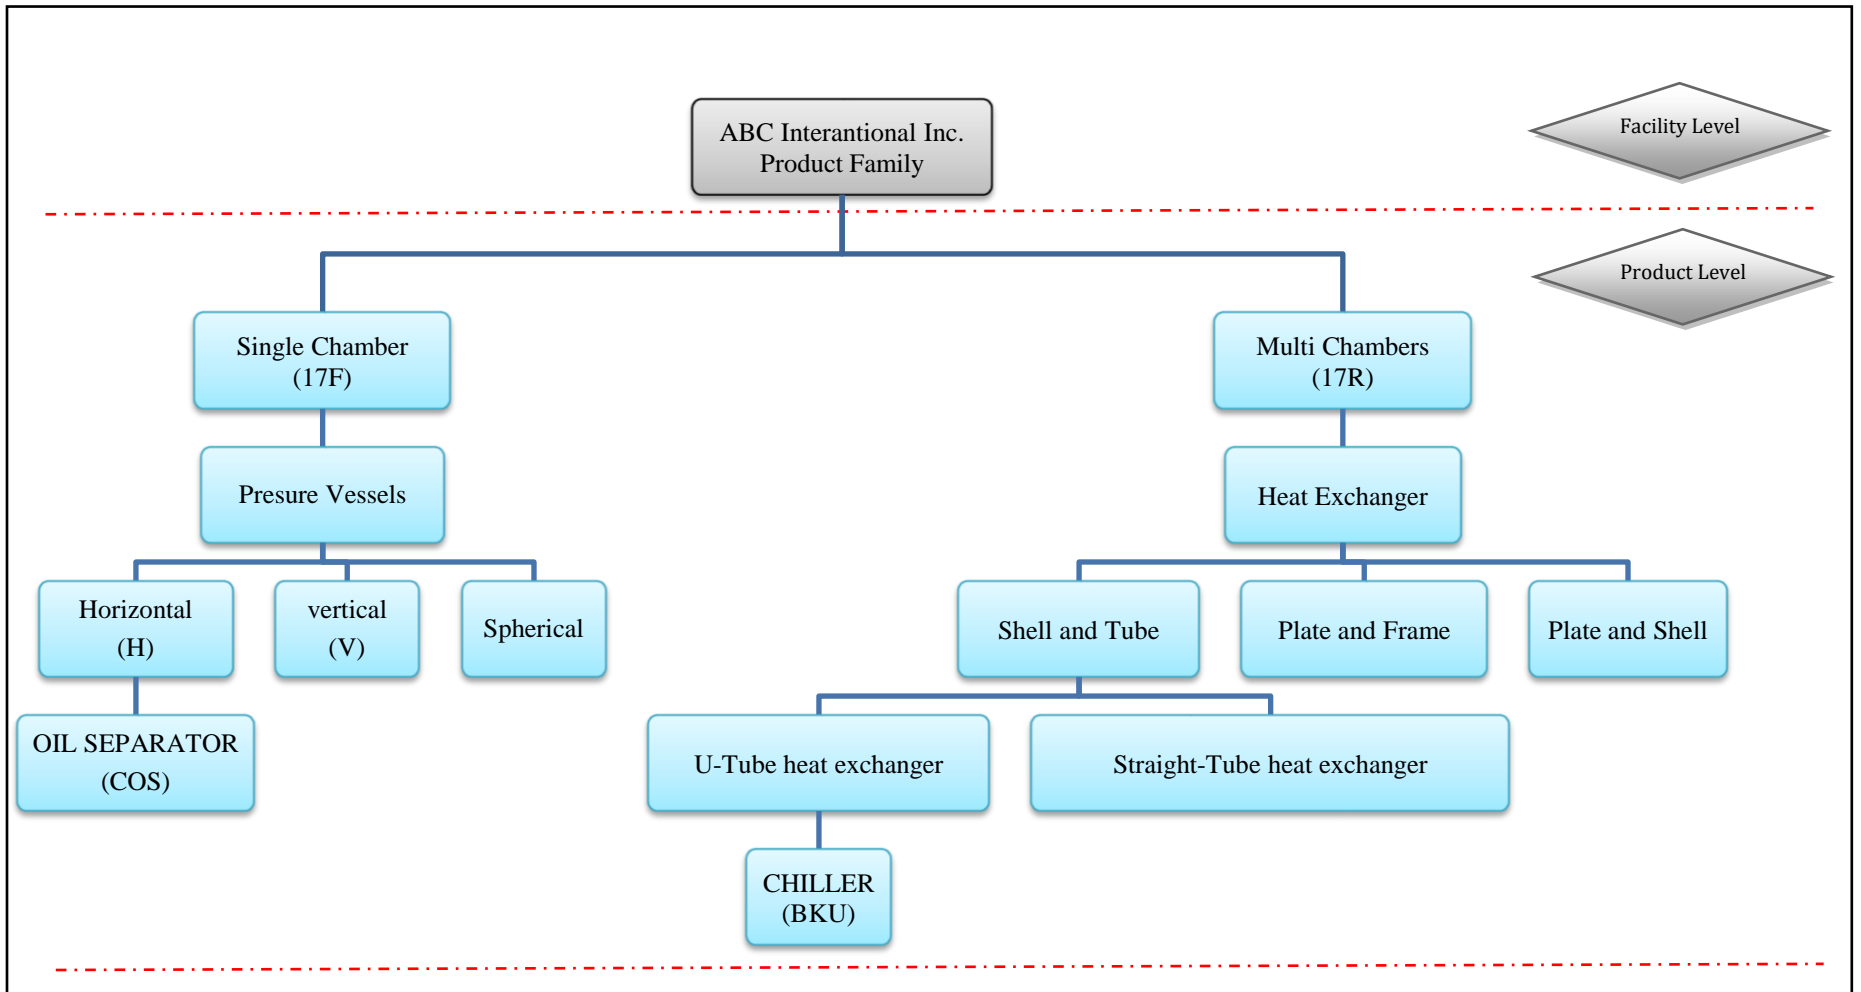 ABC Interantional Inc.
Product Family
Facility Level
Product Level
Single Chamber
(17F)
Multi Chambers
(17R)
Presure Vessels
Heat Exchanger
Horizontal
(H)
vertical
(V)
Spherical
Shell and Tube
Plate and Frame
Plate and Shell
OIL SEPARATOR
(COS)
U-Tube heat exchanger
Straight-Tube heat exchanger
CHILLER
(BKU)